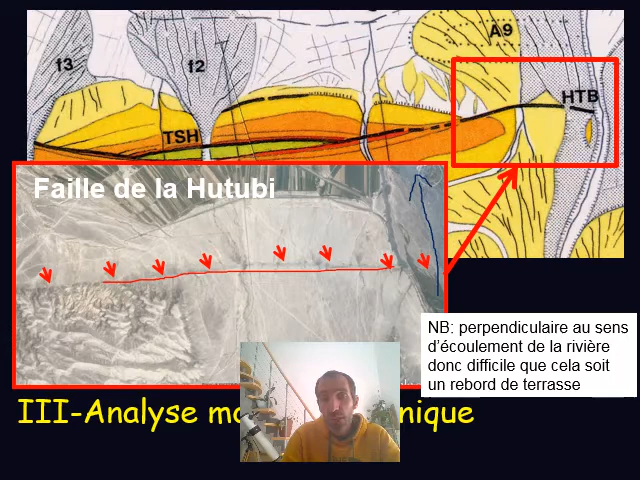 A9
f3
f2
HTB
TSH
Faille de la Hutubi
NB: perpendiculaire au sens
d'écoulement de la rivière
donc difficile que cela soit
un rebord de terrasse
III-Analyse mo nique